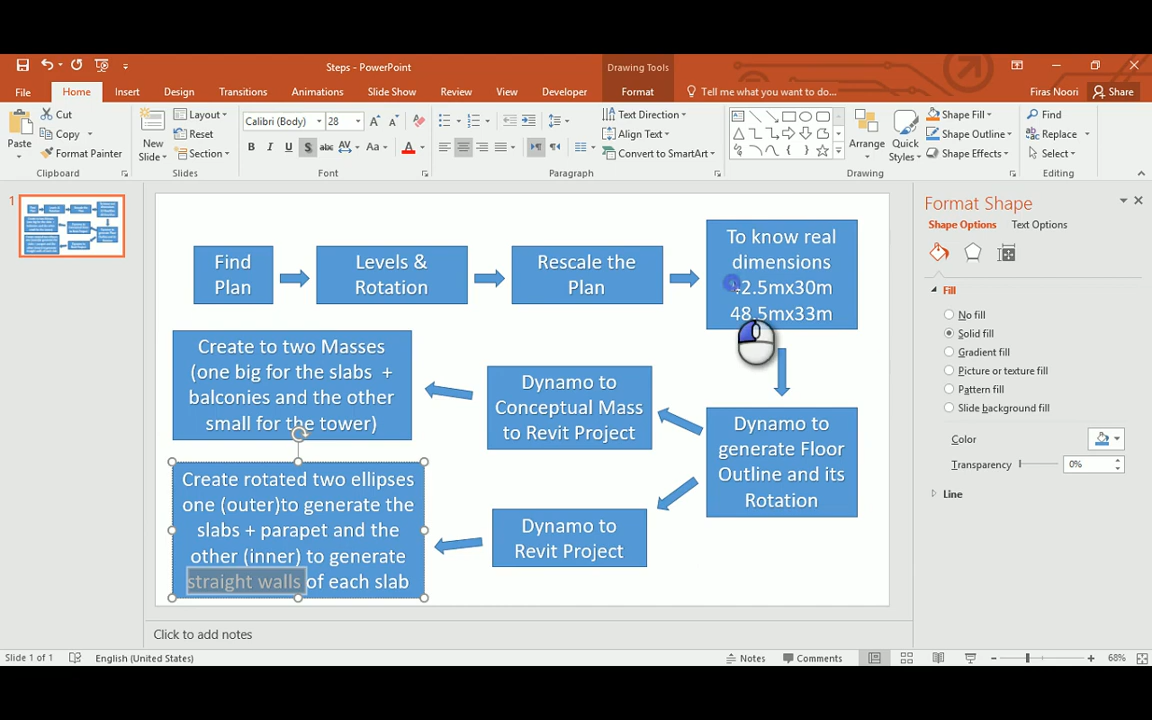 Steps - PowerPoint
Drawing Tools
File
Home
Insert
Design
Transitions
Animations
Slide Show
Review
View
Developer
Format
Tell me what you want to do...
Firas Noori
Share
Paste
Cut
Copy
Format Painter
Clipboard
New Slide
Layout
Reset
Section
Slides
Calibri (Body)
28
Font
Text Direction
Align Text
Convert to SmartArt
Paragraph
Arrange
Quick Styles
Shape Fill
Shape Outline
Shape Effects
Drawing
Find
Replace
Select
Editing
1
Find
Plan
Levels &
Rotation
Rescale the
Plan
To know real
dimensions
42.5mx30m
48.5mx33m
Create to two Masses
(one big for the slabs +
balconies and the other
small for the tower)
Dynamo to
Conceptual Mass
to Revit Project
Dynamo to
generate Floor
Outline and its
Rotation
Create rotated two ellipses
one (outer)to generate the
slabs + parapet and the
other (inner) to generate
straight walls of each slab
Dynamo to
Revit Project
Format Shape
Shape Options
Text Options
Fill
No fill
Solid fill
Gradient fill
Picture or texture fill
Pattern fill
Slide background fill
Color
Transparency
0%
Line
Click to add notes
Slide 1 of 1
English (United States)
Notes
Comments
68%